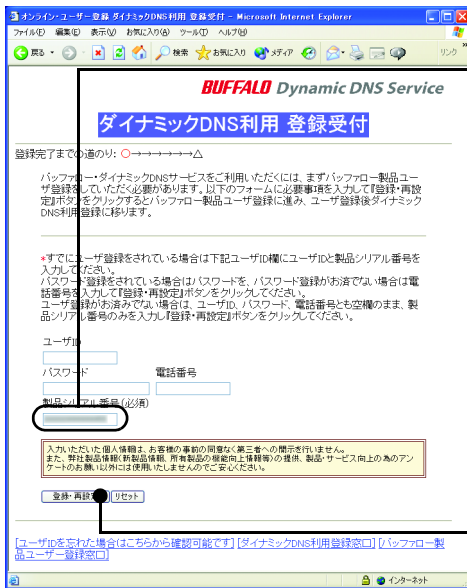 オンライン・ユーザー登録 ダイナミックDNS利用 登録受付 - Microsoft Internet Explorer
ファイル(F) 編集(E) 表示(V) お気に入り(A) ツール(T) ヘルプ(H)
戻る 検索 お気に入り メディア リンク »
BUFFALO Dynamic DNS Service
ダイナミックDNS利用 登録受付
登録完了までの道のり: ○→→→→→→△
バッファロー・ダイナミックDNSサービスをご利用いただくには、まずバッファロー製品ユー
ザ登録をしていただく必要があります。以下のフォームに必要事項を入力して『登録・再設
定』ボタンをクリックするとバッファロー製品ユーザ登録に進み、ユーザ登録後ダイナミック
DNS利用登録に移ります。
*すでにユーザ登録をされている場合は下記ユーザID欄にユーザIDと製品シリアル番号を
入力してください。
パスワード登録をされている場合はパスワードを、パスワード登録がお済でない場合は電
話番号を入力して『登録・再設定』ボタンをクリックしてください。
ユーザ登録がお済みでない場合は、ユーザID、パスワード、電話番号とも空欄のまま、製
品シリアル番号のみを入力し『登録・再設定』ボタンをクリックしてください。
ユーザID
パスワード 電話番号
製品シリアル番号(必須)
入力いただいた個人情報は、お客様の事前の同意なく第三者への開示を行いません。
また、弊社製品情報(新製品情報、所有製品の機能向上情報等)の提供、製品・サービス向上の為のアン
ケートのお願い以外には使用いたしませんのでご安心ください。
登録・再設定 リセット
[ユーザIDを忘れた場合はこちらから確認可能です] [ダイナミックDNS利用登録窓口] [バッファロー製
品ユーザー登録窓口]
インターネット